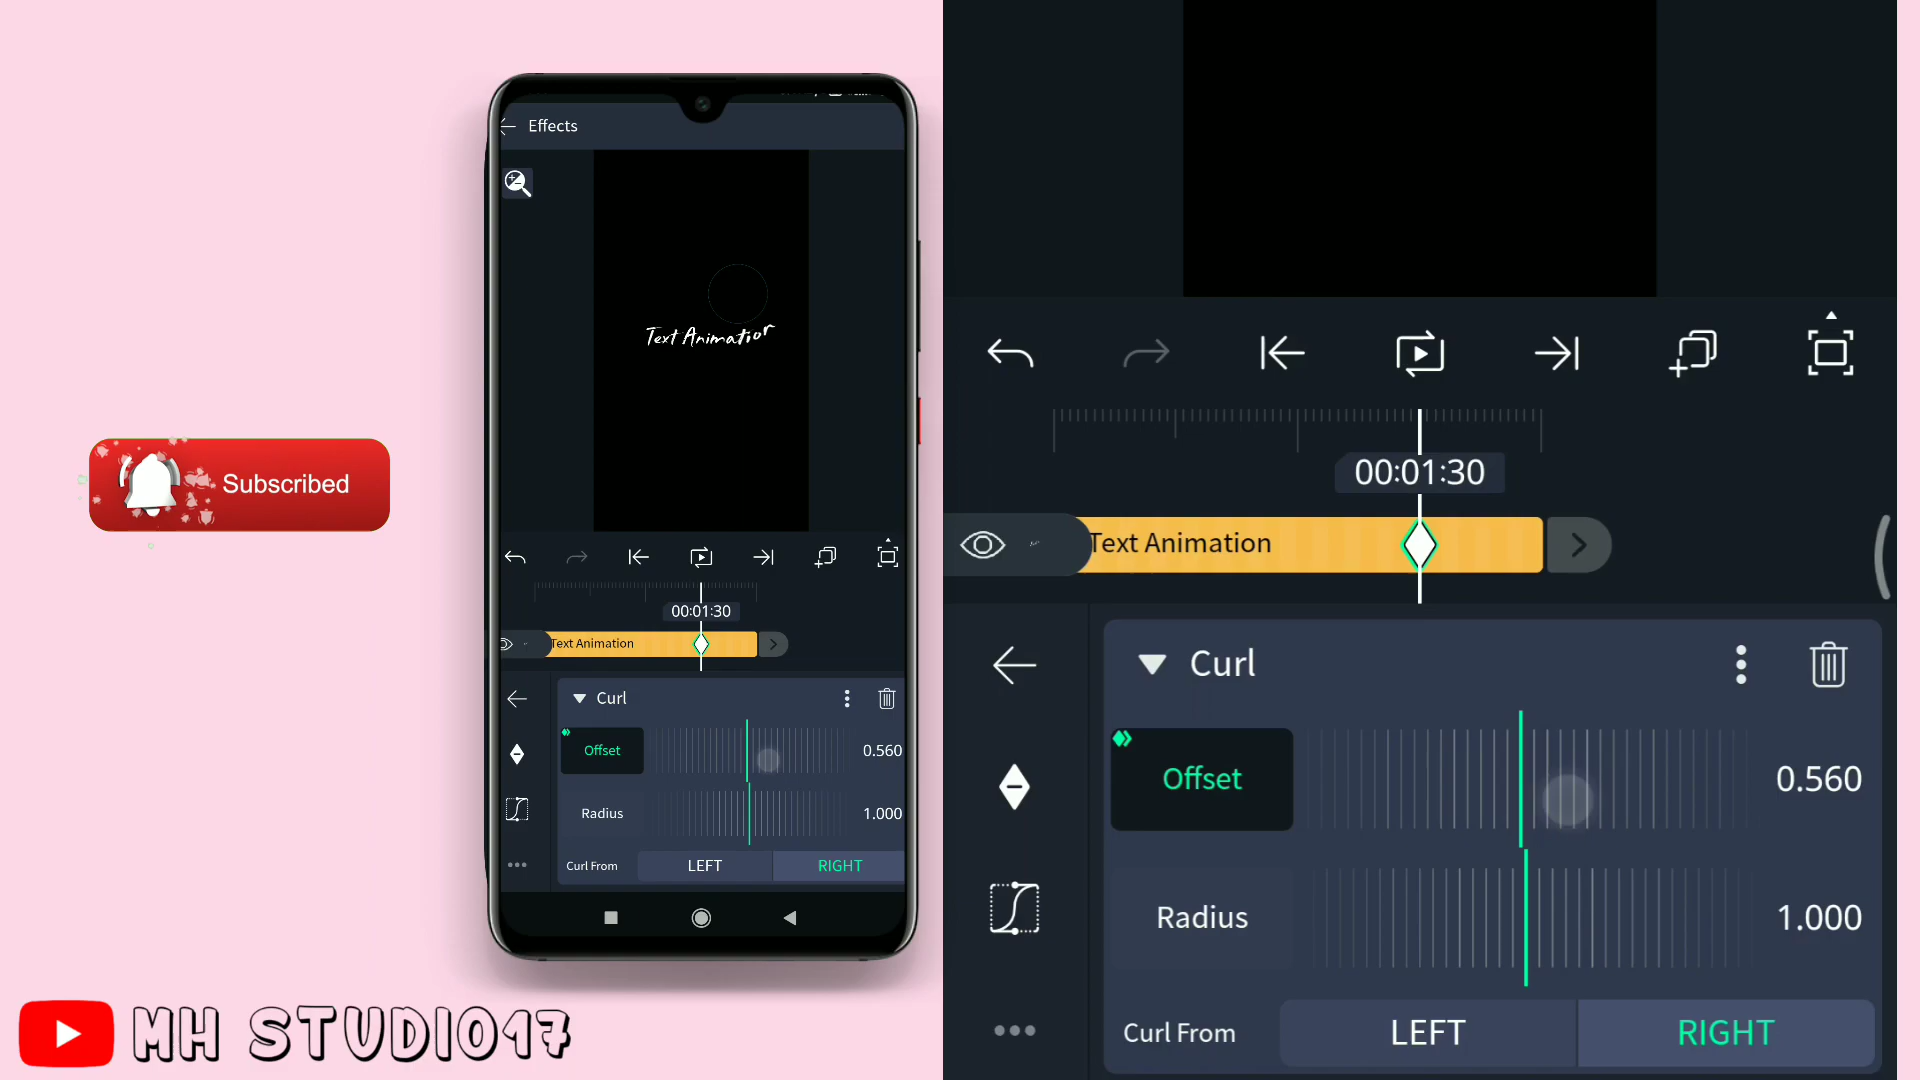 Effects
Text Animation
00:01:30
Text Animation
Curl
Offset
0.560
Radius
1.000
Curl From
LEFT
RIGHT
Subscribed
MH STUDIO17
00:01:30
Text Animation
Curl
Offset
0.560
Radius
1.000
Curl From
LEFT
RIGHT